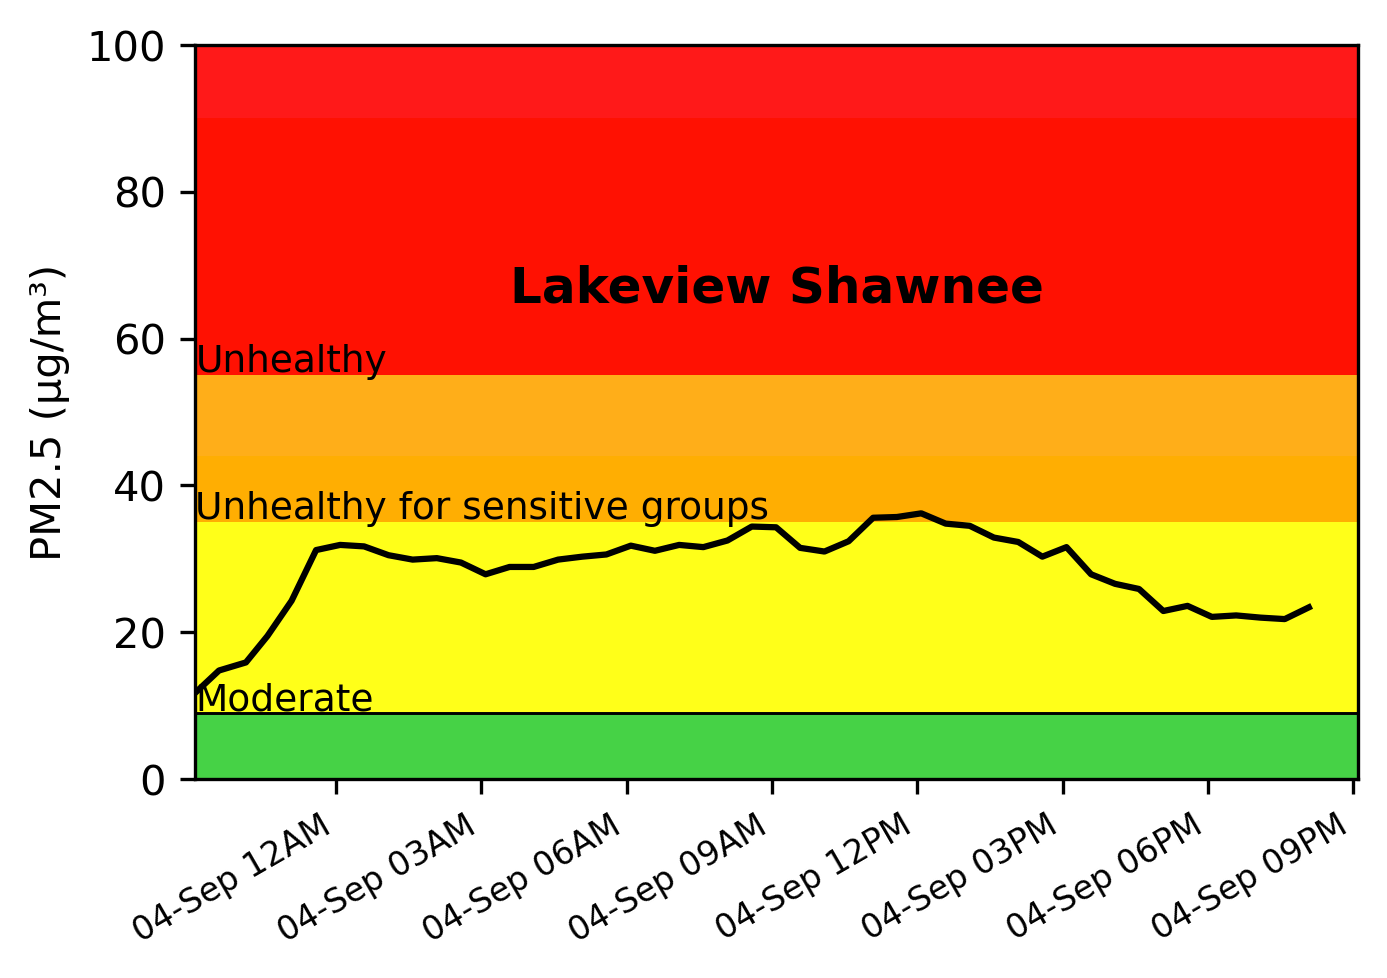 100
80
60
40
20
0
PM2.5 (µg/m³)
Lakeview Shawnee
Unhealthy
Unhealthy for sensitive groups
Moderate
04-Sep 12AM
04-Sep 03AM
04-Sep 06AM
04-Sep 09AM
04-Sep 12PM
04-Sep 03PM
04-Sep 06PM
04-Sep 09PM